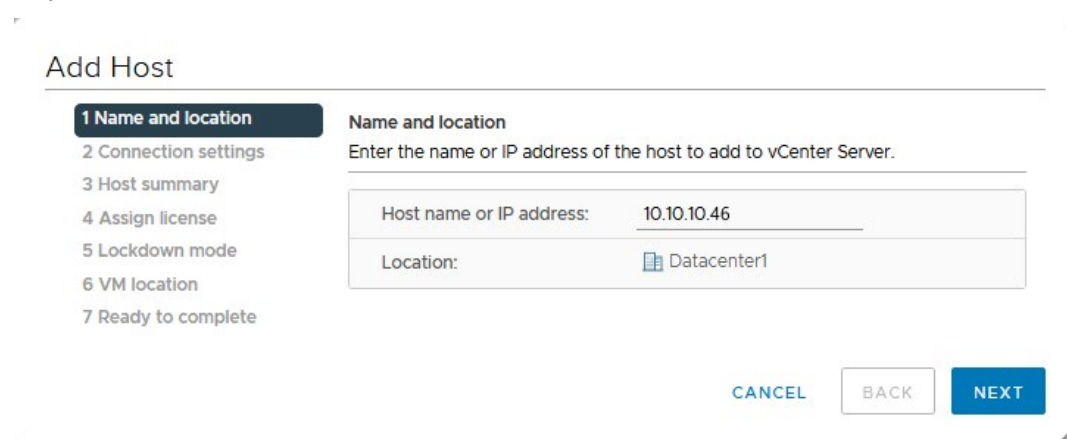 Add Host
1 Name and location
2 Connection settings
3 Host summary
4 Assign license
5 Lockdown mode
6 VM location
7 Ready to complete
Name and location
Enter the name or IP address of the host to add to vCenter Server.
Host name or IP address: 10.10.10.46
Location: Datacenter1
CANCEL BACK NEXT